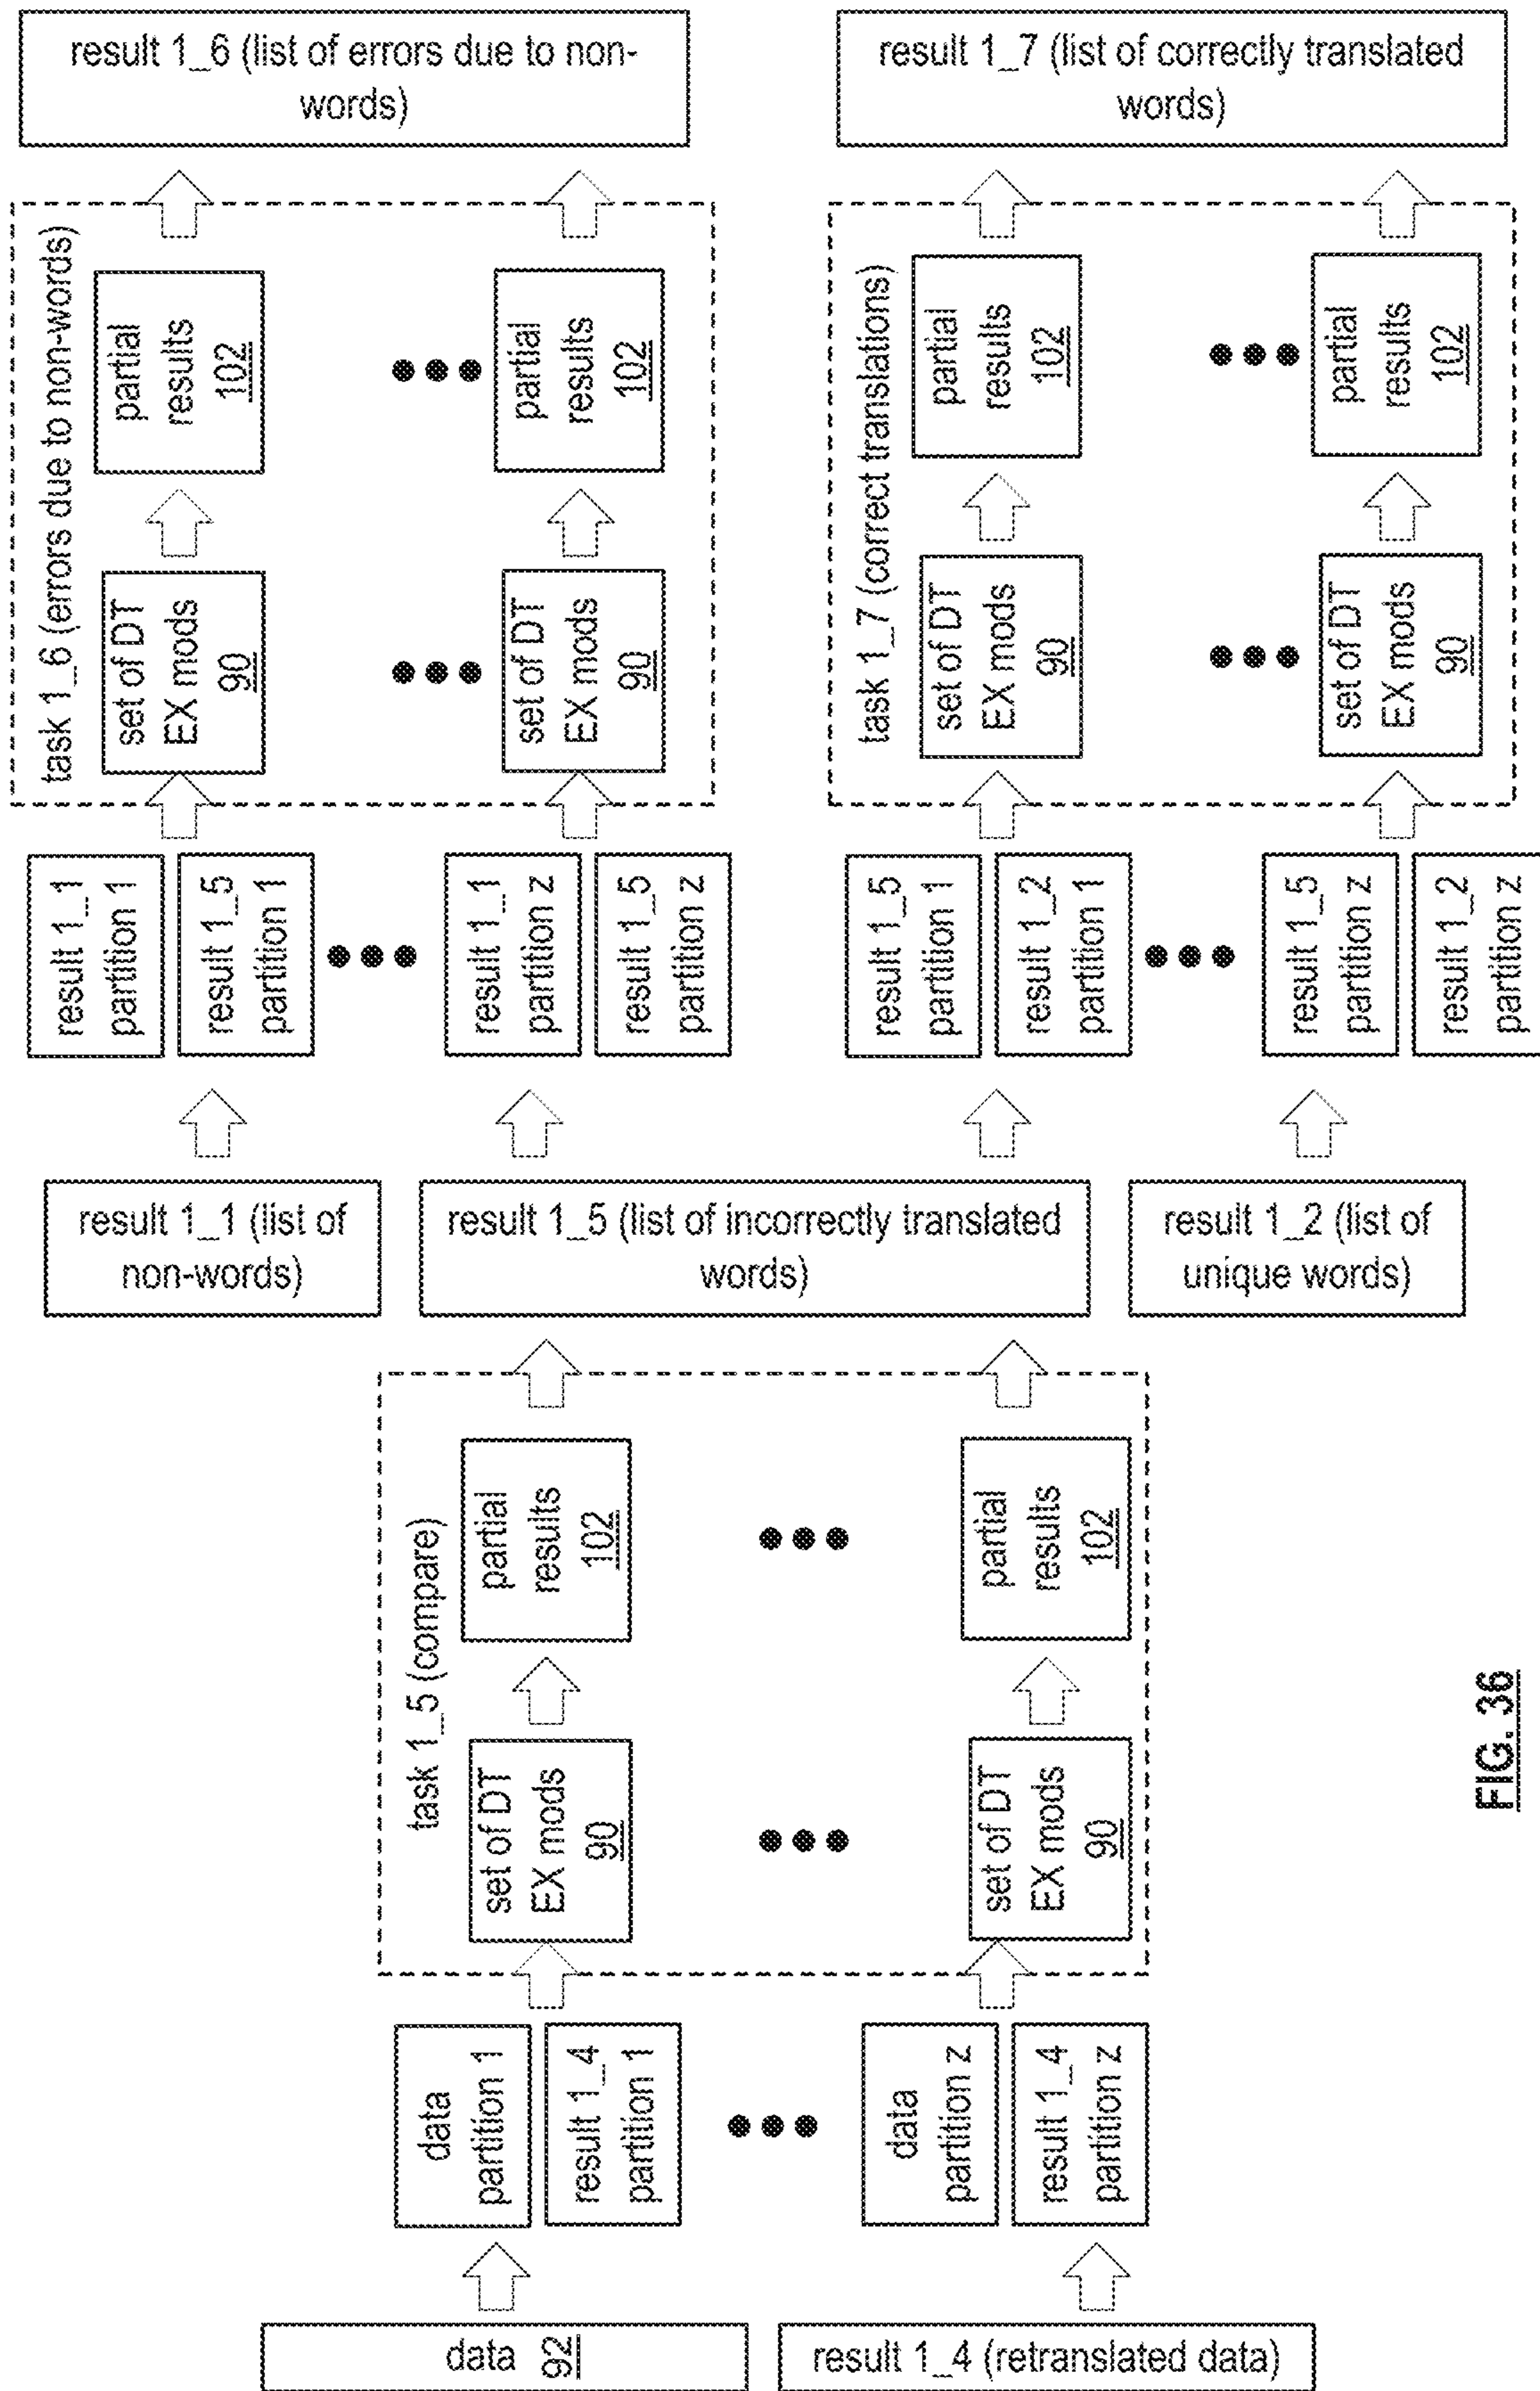 data 92
result 1_4 (retranslated data)
data
partition 1
result 1_4
partition 1
data
partition z
result 1_4
partition z
task 1_5 (compare)
set of DT
EX mods
90
partial
results
102
set of DT
EX mods
90
partial
results
102
result 1_1 (list of
non-words)
result 1_5 (list of incorrectly translated
words)
result 1_2 (list of
unique words)
result 1_1
partition 1
result 1_5
partition 1
result 1_1
partition z
result 1_5
partition z
task 1_6 (errors due to non-words)
set of DT
EX mods
90
partial
results
102
set of DT
EX mods
90
partial
results
102
result 1_6 (list of errors due to non-
words)
result 1_5
partition 1
result 1_2
partition 1
result 1_5
partition z
result 1_2
partition z
task 1_7 (correct translations)
set of DT
EX mods
90
partial
results
102
set of DT
EX mods
90
partial
results
102
result 1_7 (list of correctly translated
words)
FIG. 36